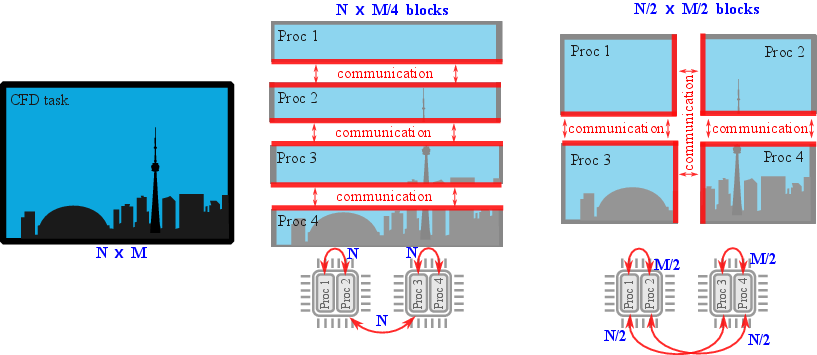 CFD task
N x M
N x M/4 blocks
Proc 1
communication
Proc 2
communication
Proc 3
communication
Proc 4
N
N
Proc 1
Proc 2
Proc 3
Proc 4
N
N/2 x M/2 blocks
Proc 1
Proc 2
communication
communication
communication
Proc 3
Proc 4
M/2
M/2
Proc 1
Proc 2
Proc 3
Proc 4
N/2
N/2